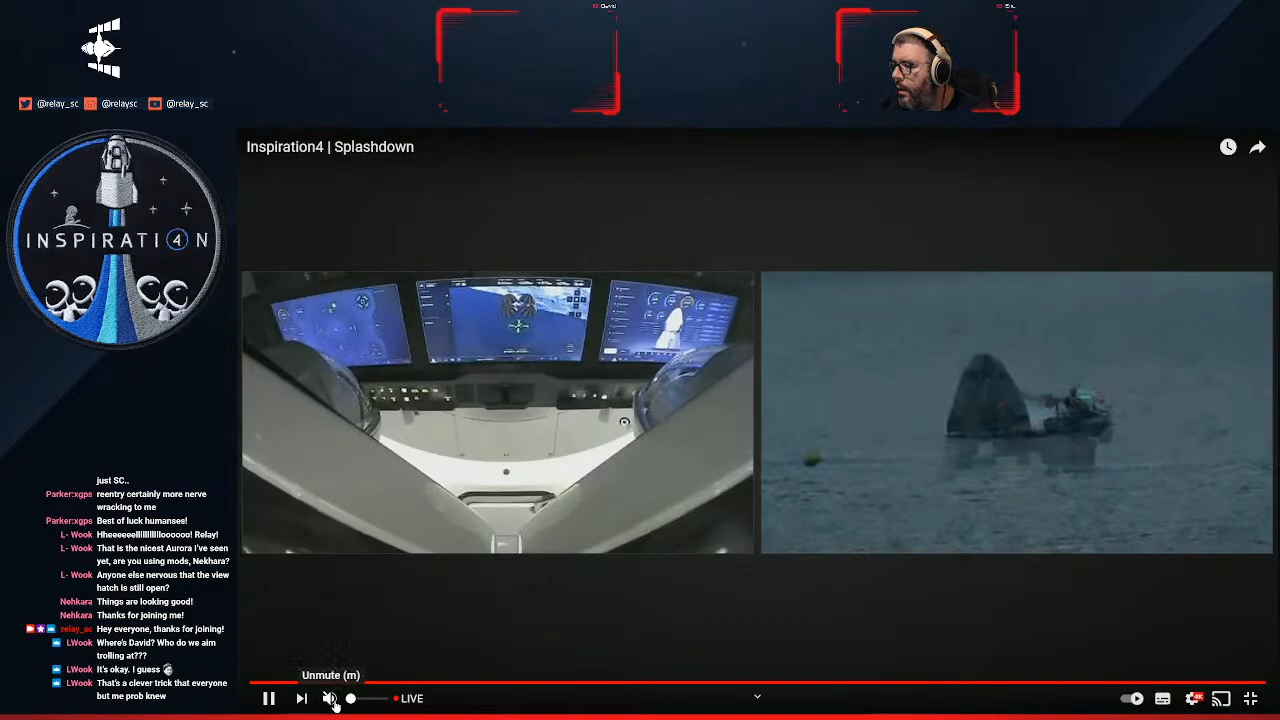 @relay_sc @relaysc @relay_sc
Inspiration4 | Splashdown
INSPIRATI4N
just SC..
Parker:xgps reentry certainly more nerve
wracking to me
Parker:xgps Best of luck humanses!
L- Wook Hheeeeeellllllllllloooooo! Relay!
L- Wook That is the nicest Aurora I've seen
yet, are you using mods, Nekhara?
L- Wook Anyone else nervous that the view
hatch is still open?
Nehkara Things are looking good!
Nehkara Thanks for joining me!
relay_sc Hey everyone, thanks for joining!
LWook Where's David? Who do we aim
trolling at???
LWook It's okay. I guess
LWook That's a clever trick that everyone
but me prob knew
Unmute (m)
LIVE
4K